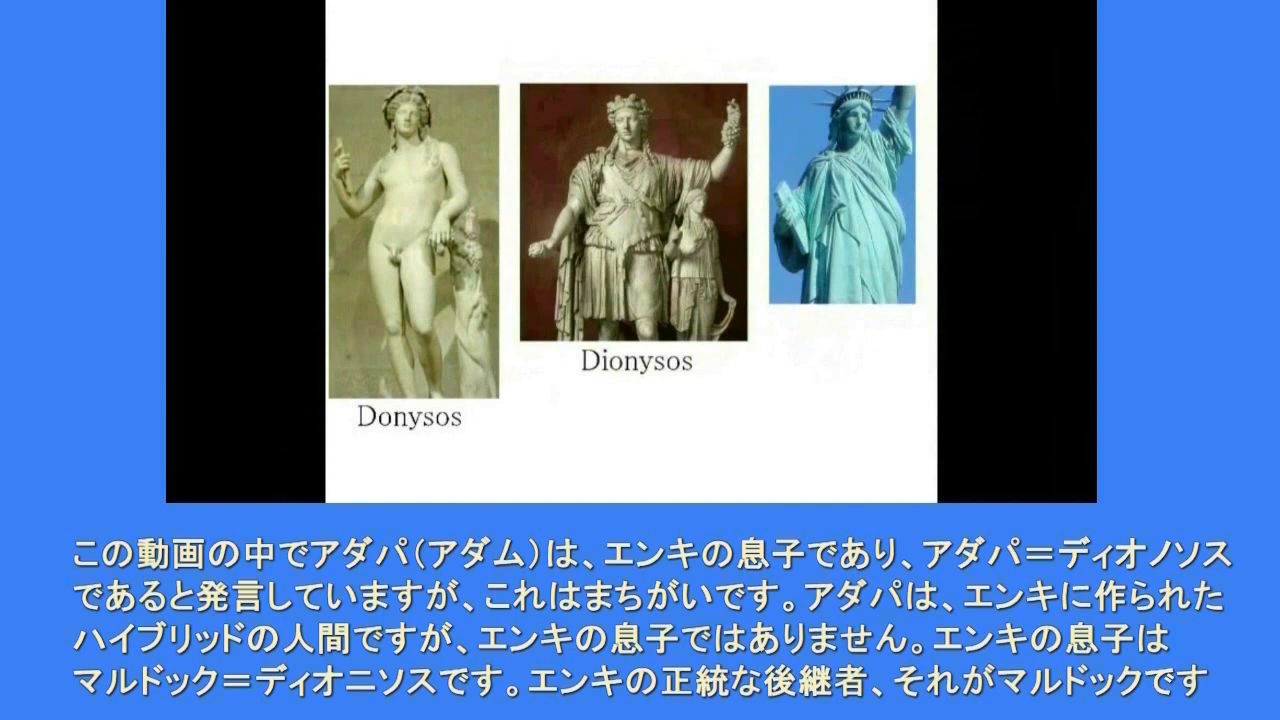 Dionysos
Donysos
この動画の中でアダパ(アダム)は、エンキの息子であり、アダパ=ディオノソス
であると発言していますが、これはまちがいです。アダパは、エンキに作られた
ハイブリッドの人間ですが、エンキの息子ではありません。エンキの息子は
マルドック=ディオニソスです。エンキの正統な後継者、それがマルドックです